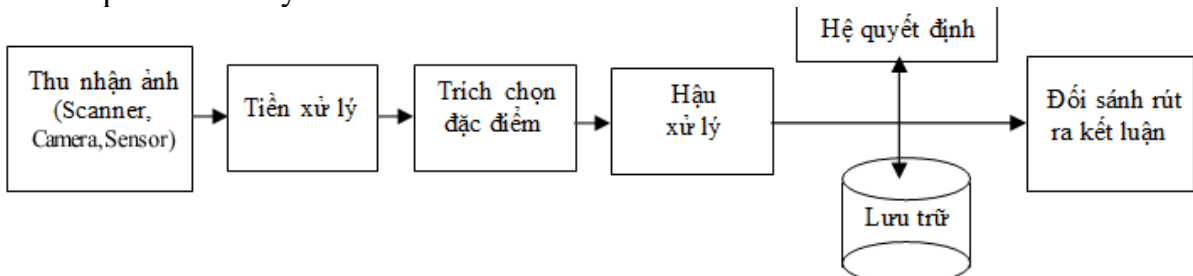 Hệ quyết định
Thu nhận ảnh
(Scanner,
Camera,Sensor)
Tiền xử lý
Trích chọn
đặc điểm
Hậu
xử lý
Đối sánh rút
ra kết luận
Lưu trữ